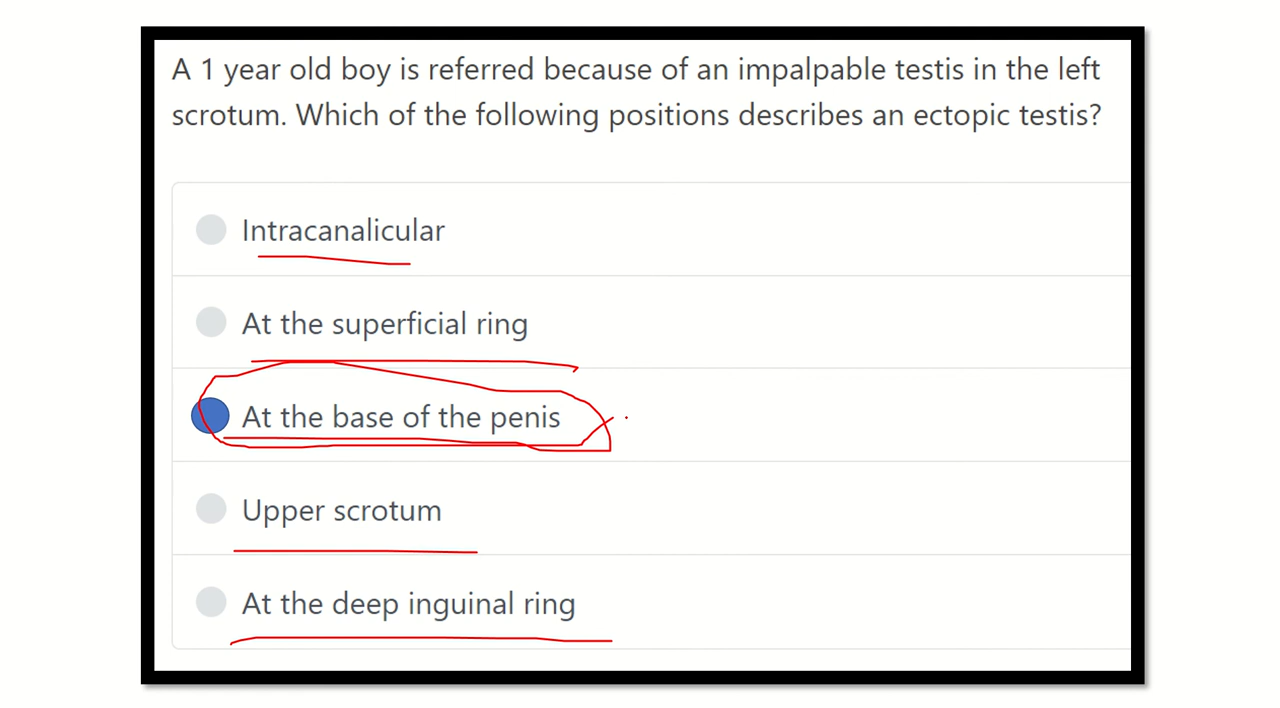 A 1 year old boy is referred because of an impalpable testis in the left
scrotum. Which of the following positions describes an ectopic testis?
Intracanalicular
At the superficial ring
At the base of the penis
Upper scrotum
At the deep inguinal ring